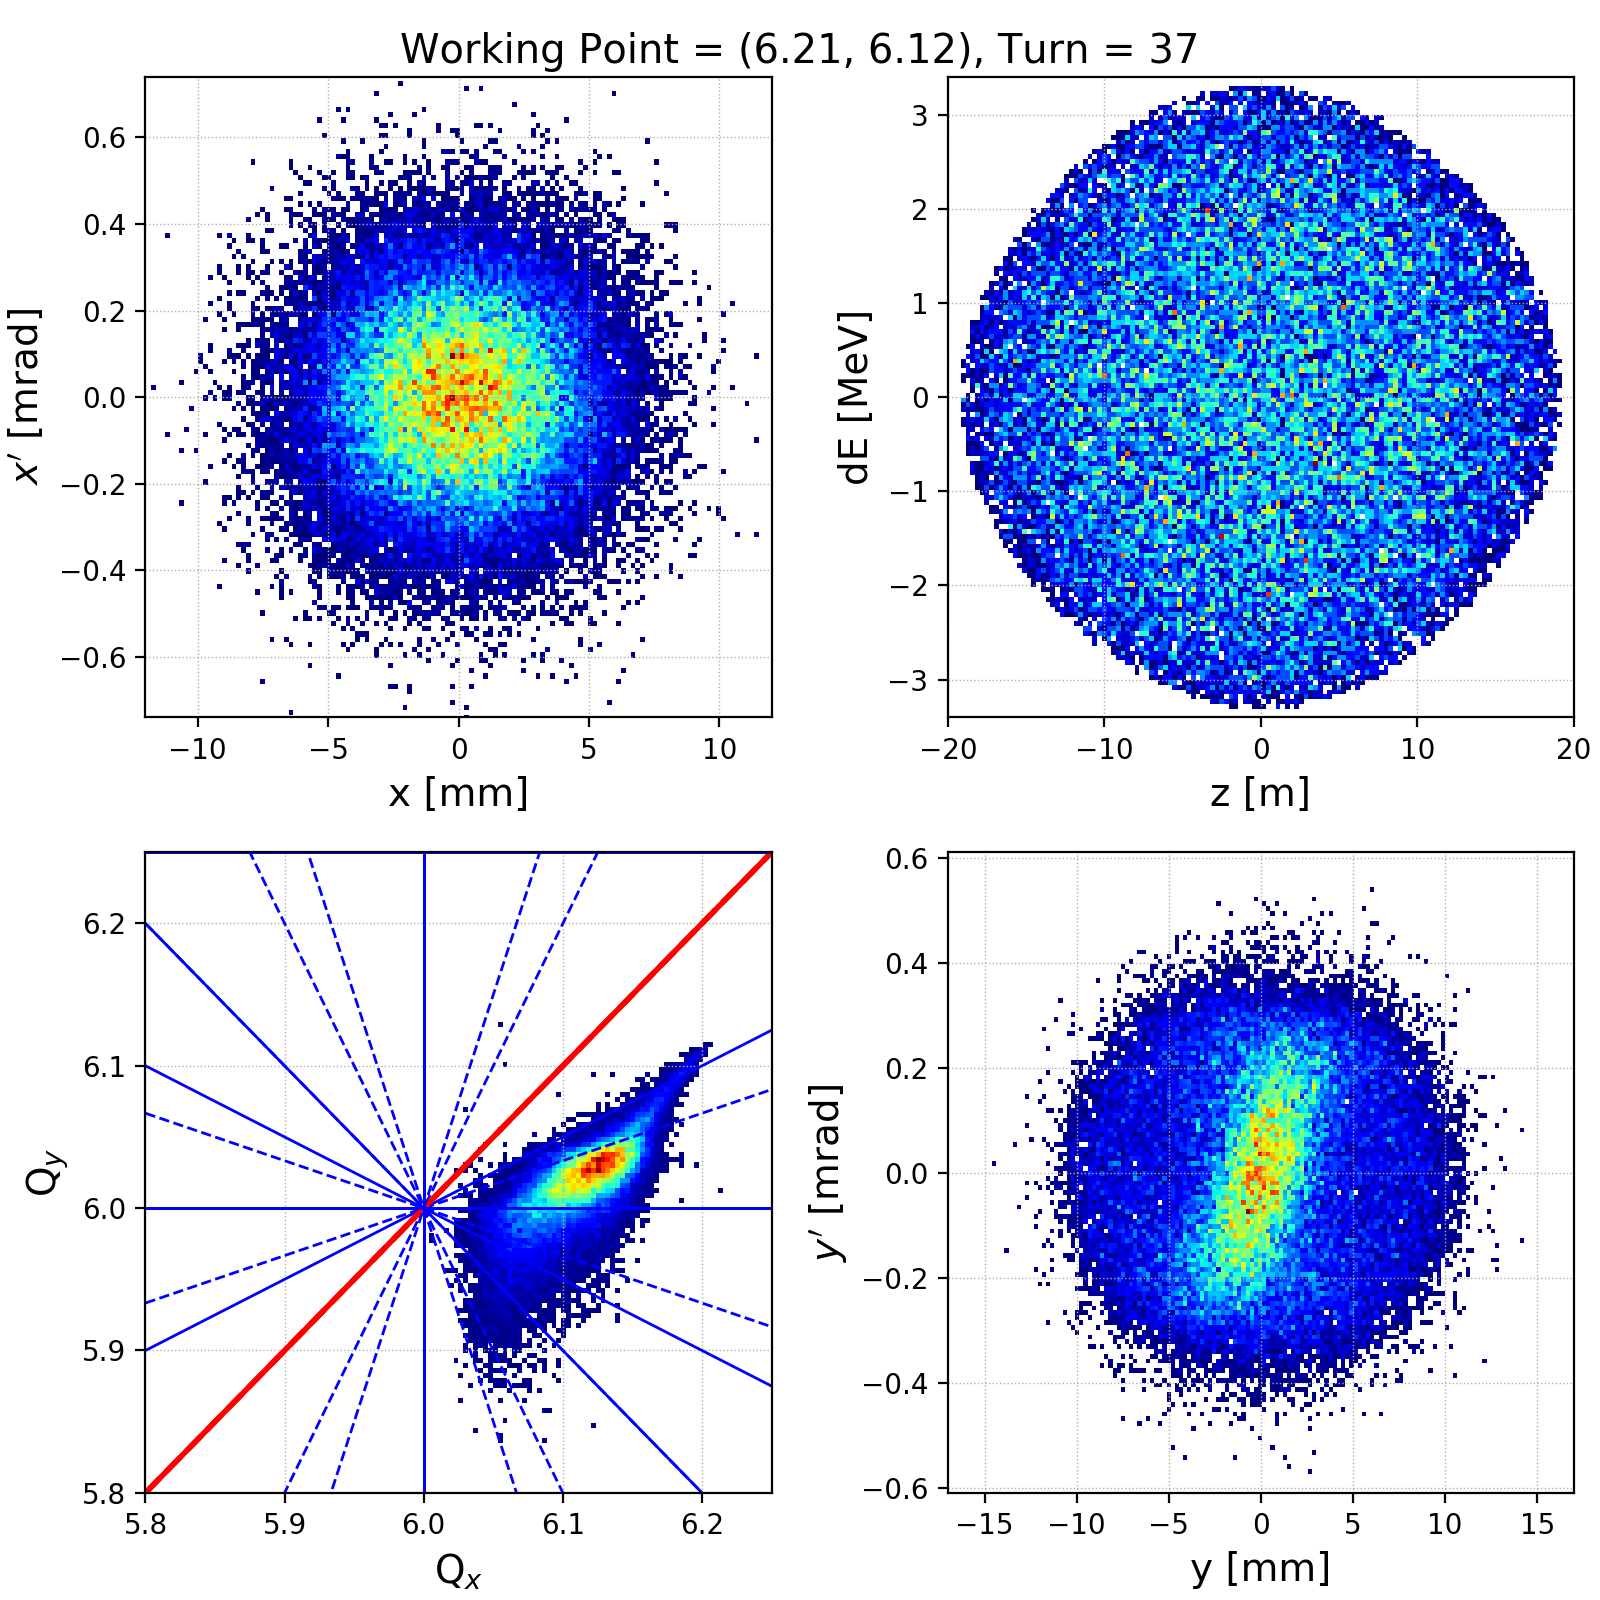 Working Point = (6.21, 6.12), Turn = 37
0.6
0.4
0.2
0.0
−0.2
−0.4
−0.6
x′ [mrad]
−10 −5 0 5 10
x [mm]
3
2
1
0
−1
−2
−3
dE [MeV]
−20 −10 0 10 20
z [m]
6.2
6.1
6.0
5.9
5.8
Qy
5.8 5.9 6.0 6.1 6.2
Qx
0.6
0.4
0.2
0.0
−0.2
−0.4
−0.6
y′ [mrad]
−15 −10 −5 0 5 10 15
y [mm]